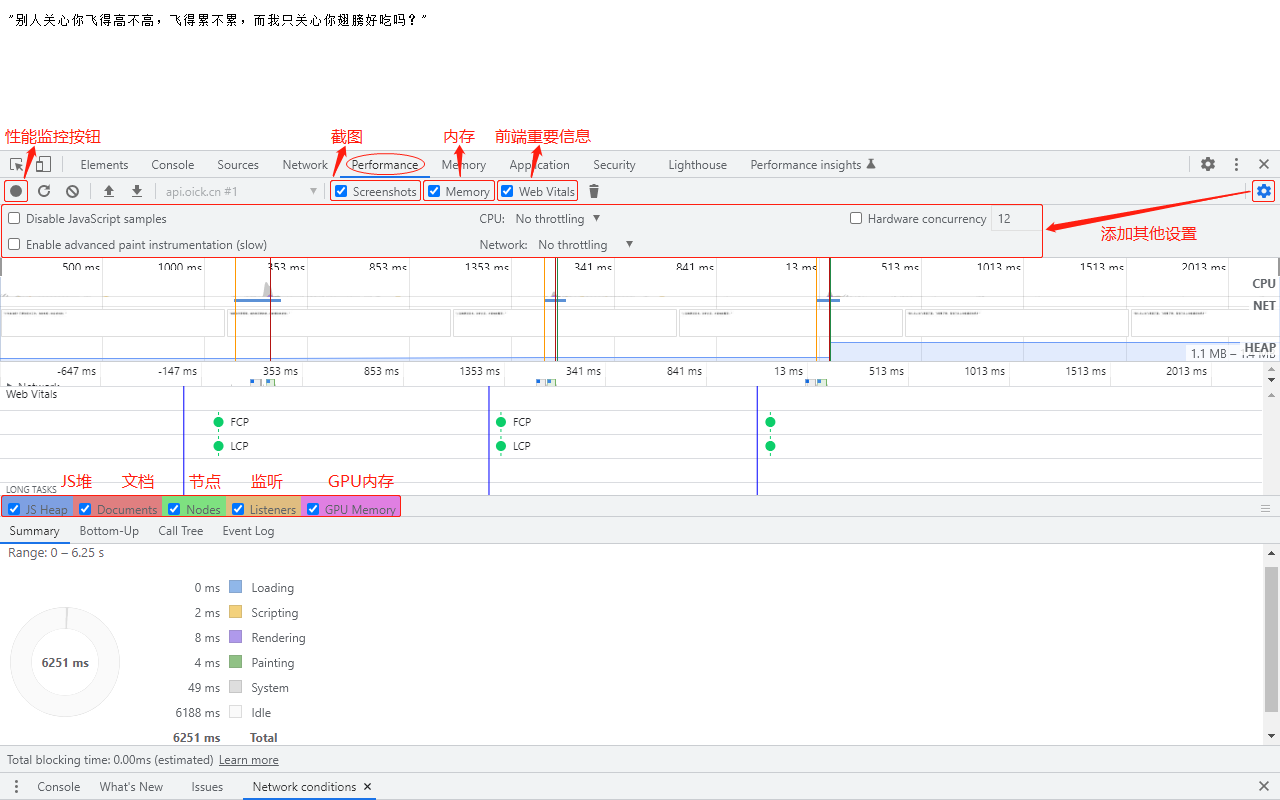 "别人关心你飞得高不高，飞得累不累，而我只关心你翅膀好吃吗？"
性能监控按钮 截图 内存 前端重要信息
Elements Console Sources Network Performance Memory Application Security Lighthouse Performance insights
api.oick.cn #1 Screenshots Memory Web Vitals
Disable JavaScript samples CPU: No throttling Hardware concurrency 12
添加其他设置
Enable advanced paint instrumentation (slow) Network: No throttling
500 ms 1000 ms 353 ms 853 ms 1353 ms 341 ms 841 ms 13 ms 513 ms 1013 ms 1513 ms 2013 ms
CPU
NET
HEAP
1.1 MB – 1.4 MB
-647 ms -147 ms 353 ms 853 ms 1353 ms 341 ms 841 ms 13 ms 513 ms 1013 ms 1513 ms 2013 ms
Network
Web Vitals
FCP FCP
LCP LCP
JS堆 文档 节点 监听 GPU内存
LONG TASKS
JS Heap Documents Nodes Listeners GPU Memory
Summary Bottom-Up Call Tree Event Log
Range: 0 – 6.25 s
0 ms Loading
2 ms Scripting
8 ms Rendering
6251 ms
4 ms Painting
49 ms System
6188 ms Idle
6251 ms Total
Total blocking time: 0.00ms (estimated) Learn more
Console What's New Issues Network conditions